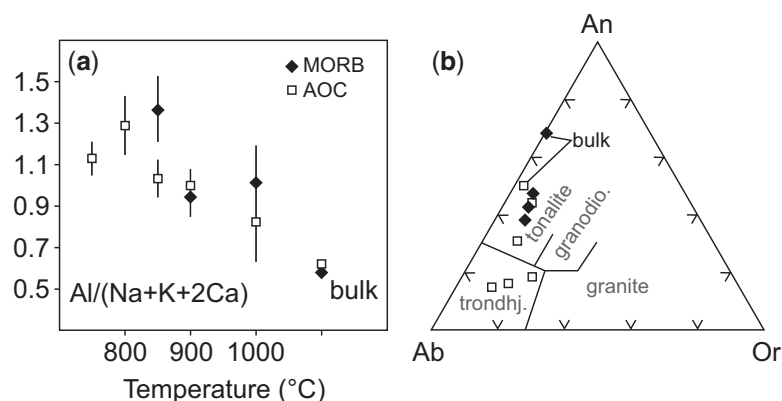 (a)
MORB
AOC
1.5
1.3
1.1
0.9
0.7
0.5
Al/(Na+K+2Ca)
bulk
800
900
1000
Temperature (°C)
(b)
An
bulk
tonalite
granodio.
trondhj.
granite
Ab
Or